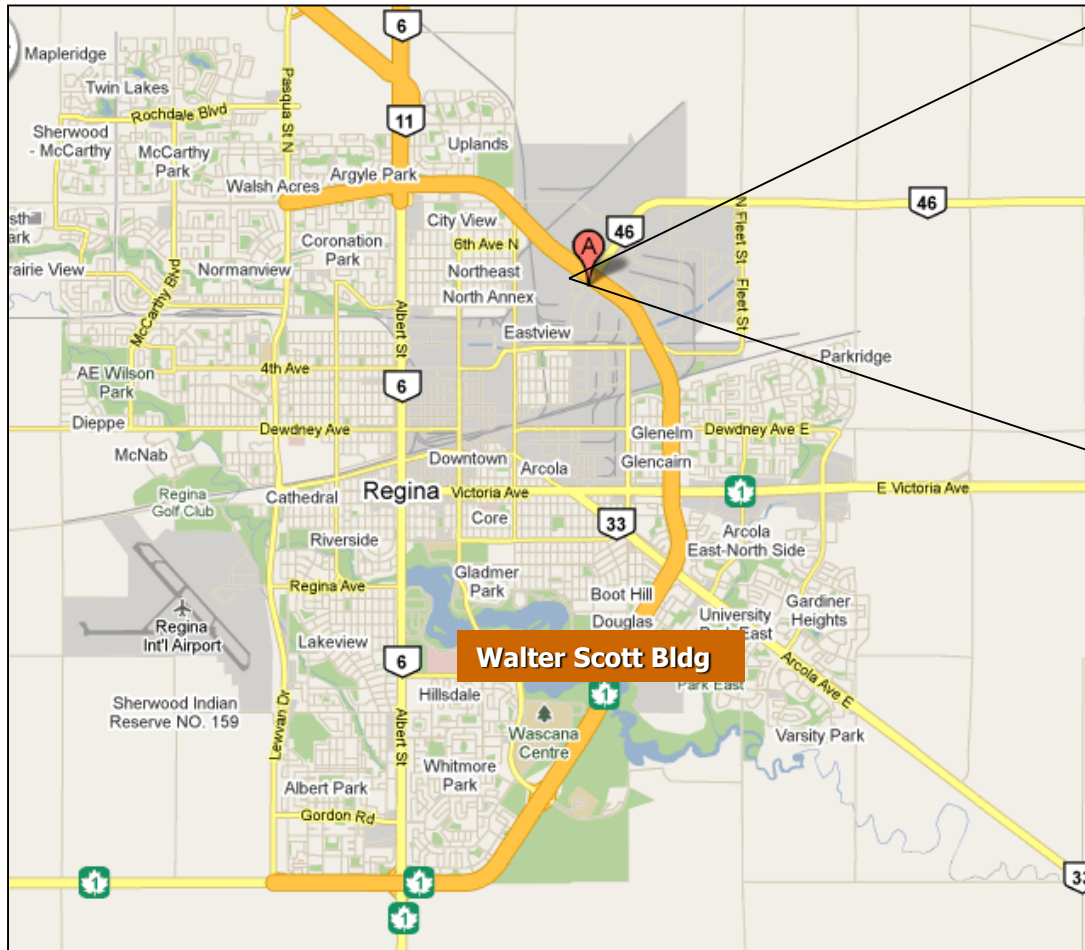 6
Mapleridge
Twin Lakes
Rochdale Blvd
Pasqua St N
11
Sherwood
- McCarthy
McCarthy
Park
Uplands
Walsh Acres
Argyle Park
46
N Fleet St
City View
46
6th Ave N
A
Coronation
Park
Normanview
Northeast
North Annex
McCarthy Blvd
Albert St
Fleet St
Eastview
Parkridge
4th Ave
AE Wilson
Park
6
Dieppe
Dewdney Ave
Glenelm
Dewdney Ave E
McNab
Downtown
Arcola
Glencairn
Regina
Golf Club
Cathedral
Regina
Victoria Ave
1
E Victoria Ave
Core
33
Arcola
East-North Side
Riverside
Regina Ave
Gladmer
Park
Boot Hill
Gardiner
Heights
Regina
Int'l Airport
Lakeview
Douglas
University
East
Walter Scott Bldg
6
Park East
Arcola Ave E
Sherwood Indian
Reserve NO. 159
Hillsdale
1
Lewvan Dr
Albert St
Wascana
Centre
Varsity Park
Whitmore
Park
Albert Park
Gordon Rd
1
1
33
1